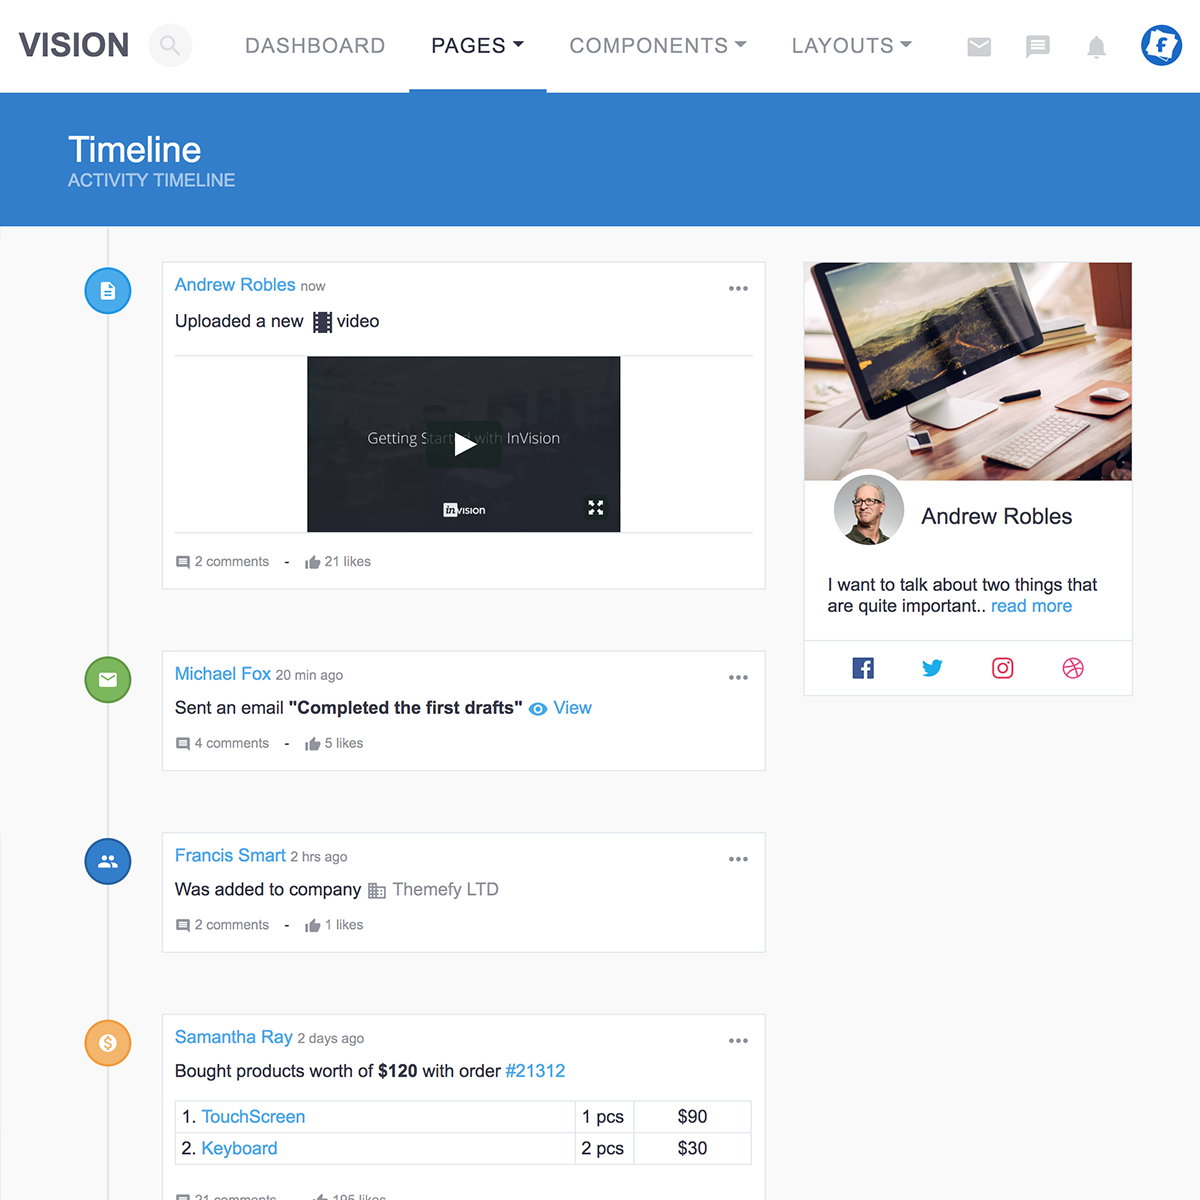 VISION
DASHBOARD
PAGES
COMPONENTS
LAYOUTS
F
Timeline
ACTIVITY TIMELINE
Andrew Robles now
Uploaded a new video
Getting Started with InVision
inVISION
2 comments - 21 likes
Andrew Robles
I want to talk about two things that
are quite important.. read more
Michael Fox 20 min ago
Sent an email "Completed the first drafts" View
4 comments - 5 likes
Francis Smart 2 hrs ago
Was added to company Themefy LTD
2 comments - 1 likes
Samantha Ray 2 days ago
Bought products worth of $120 with order #21312
1. TouchScreen 1 pcs $90
2. Keyboard 2 pcs $30
21 comments 195 likes